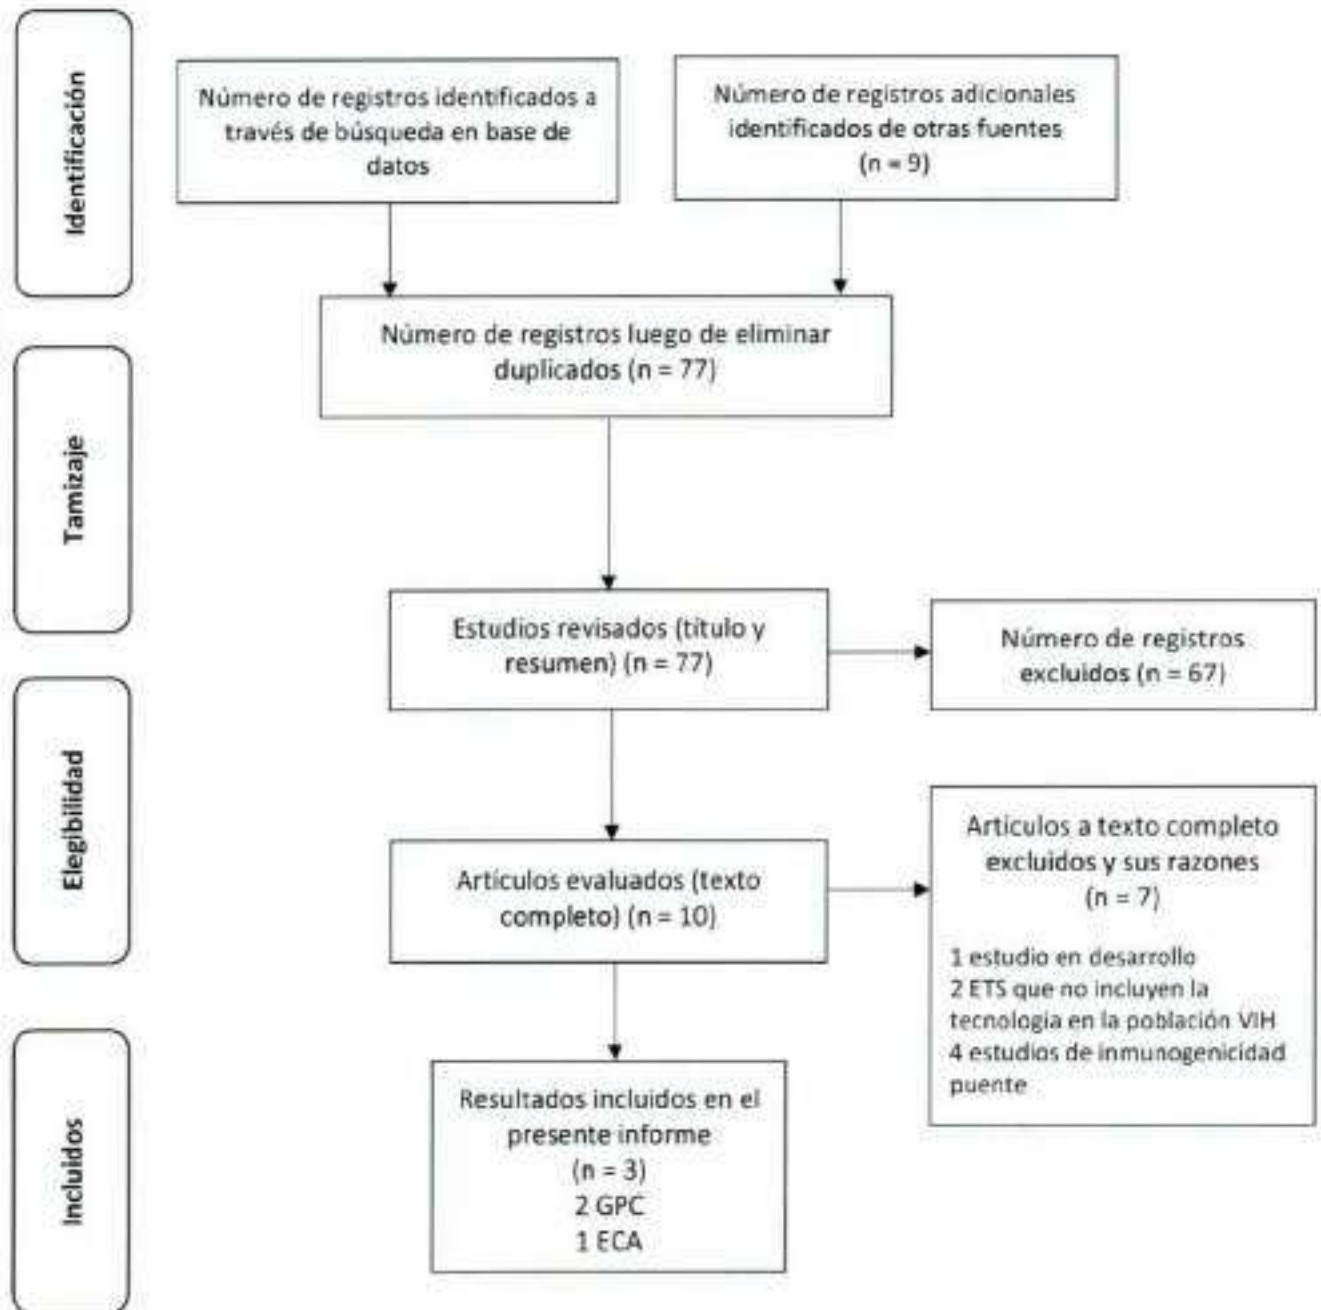 Identificación
Número de registros identificados a
través de búsqueda en base de
datos
Número de registros adicionales
identificados de otras fuentes
(n = 9)
Número de registros luego de eliminar
duplicados (n = 77)
Tamizaje
Estudios revisados (título y
resumen) (n = 77)
Número de registros
excluidos (n = 67)
Elegibilidad
Artículos evaluados (texto
completo) (n = 10)
Artículos a texto completo
excluidos y sus razones
(n = 7)
1 estudio en desarrollo
2 ETS que no incluyen la
tecnología en la población VIH
4 estudios de inmunogenicidad
puente
Incluidos
Resultados incluidos en el
presente informe
(n = 3)
2 GPC
1 ECA